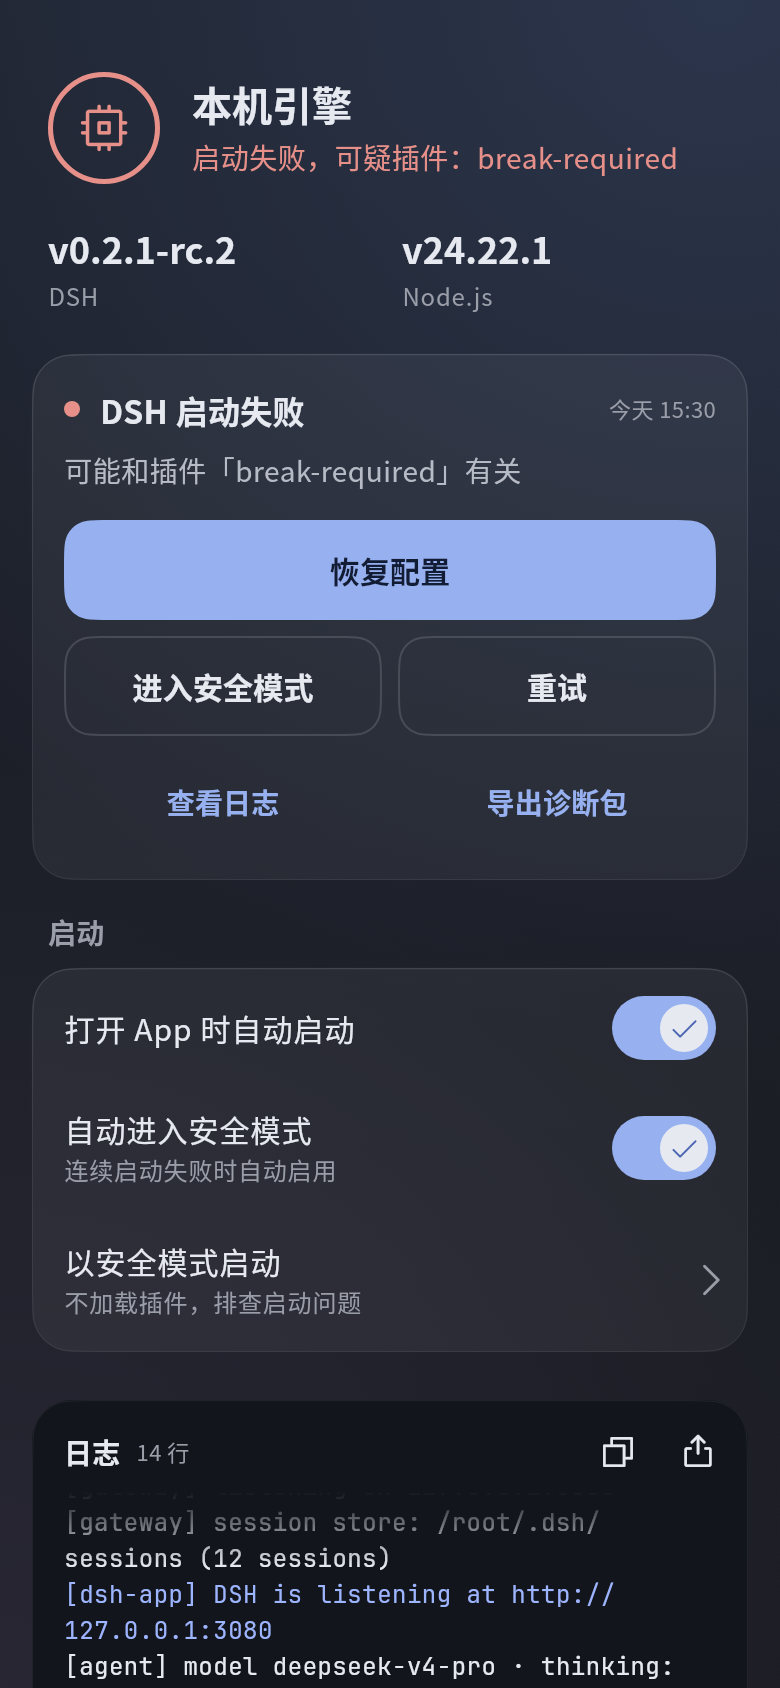 本机引擎
启动失败，可疑插件：break-required
v0.2.1-rc.2
v24.22.1
DSH
Node.js
DSH 启动失败
今天 15:30
可能和插件「break-required」有关
恢复配置
进入安全模式
重试
查看日志
导出诊断包
启动
打开 App 时自动启动
自动进入安全模式
连续启动失败时自动启用
以安全模式启动
不加载插件，排查启动问题
日志 14 行
[gateway] session store: /root/.dsh/
sessions (12 sessions)
[dsh-app] DSH is listening at http://
127.0.0.1:3080
[agent] model deepseek-v4-pro · thinking: